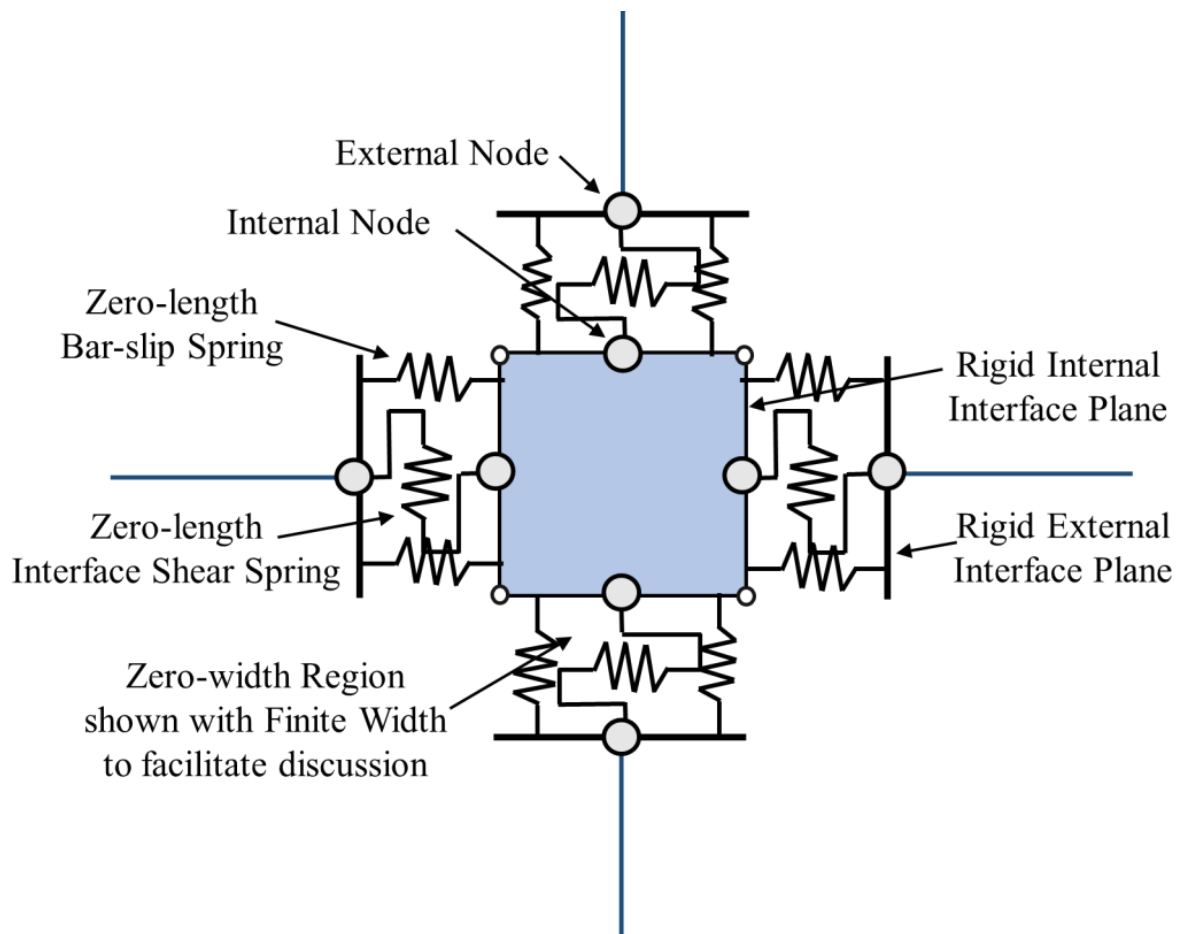 External Node
Internal Node
Zero-length
Bar-slip Spring
Rigid Internal
Interface Plane
Zero-length
Interface Shear Spring
Rigid External
Interface Plane
Zero-width Region
shown with Finite Width
to facilitate discussion